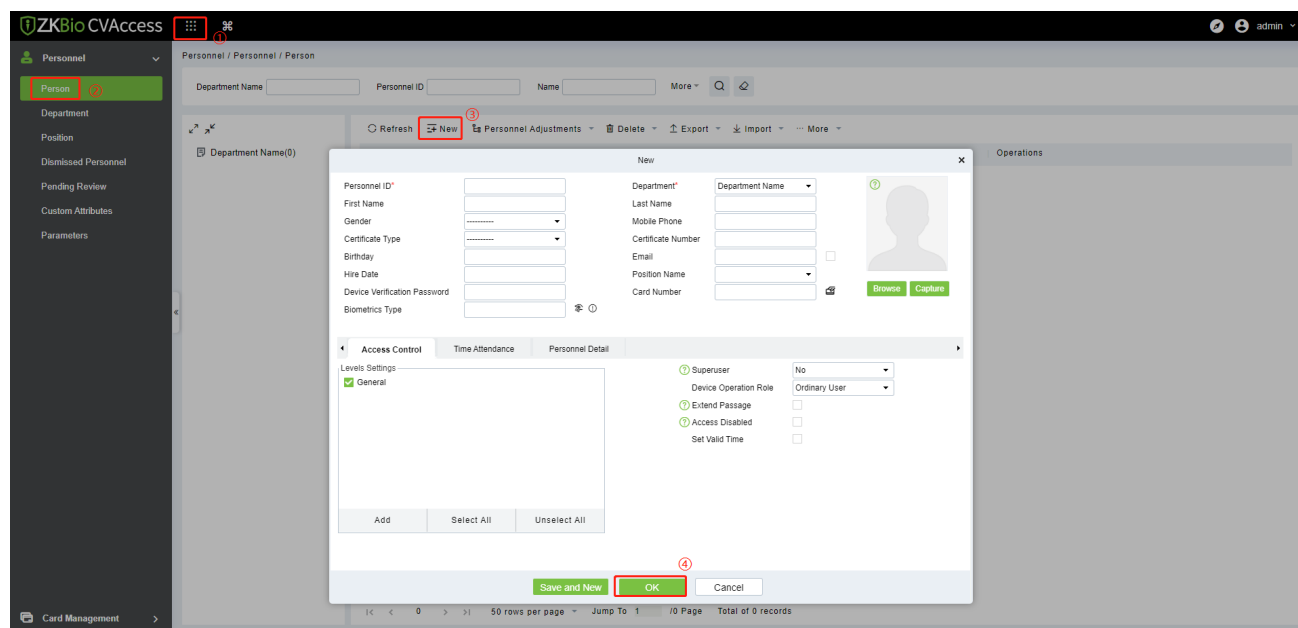 ZKBio CVAccess ① admin
Personnel
Personnel / Personnel / Person
Person ②
Department
Position
Dismissed Personnel
Pending Review
Custom Attributes
Parameters
Card Management
Department Name Personnel ID Name More
③
Refresh New Personnel Adjustments Delete Export Import ··· More
Department Name(0)
Operations
New ×
Personnel ID* Department* Department Name
First Name Last Name
Gender ---------- Mobile Phone
Certificate Type ---------- Certificate Number
Birthday Email
Hire Date Position Name
Device Verification Password Card Number
Biometrics Type
Browse Capture
Access Control Time Attendance Personnel Detail
Levels Settings
General
Add Select All Unselect All
Superuser No
Device Operation Role Ordinary User
Extend Passage
Access Disabled
Set Valid Time
④
Save and New OK Cancel
|< < 0 > >| 50 rows per page Jump To 1 /0 Page Total of 0 records